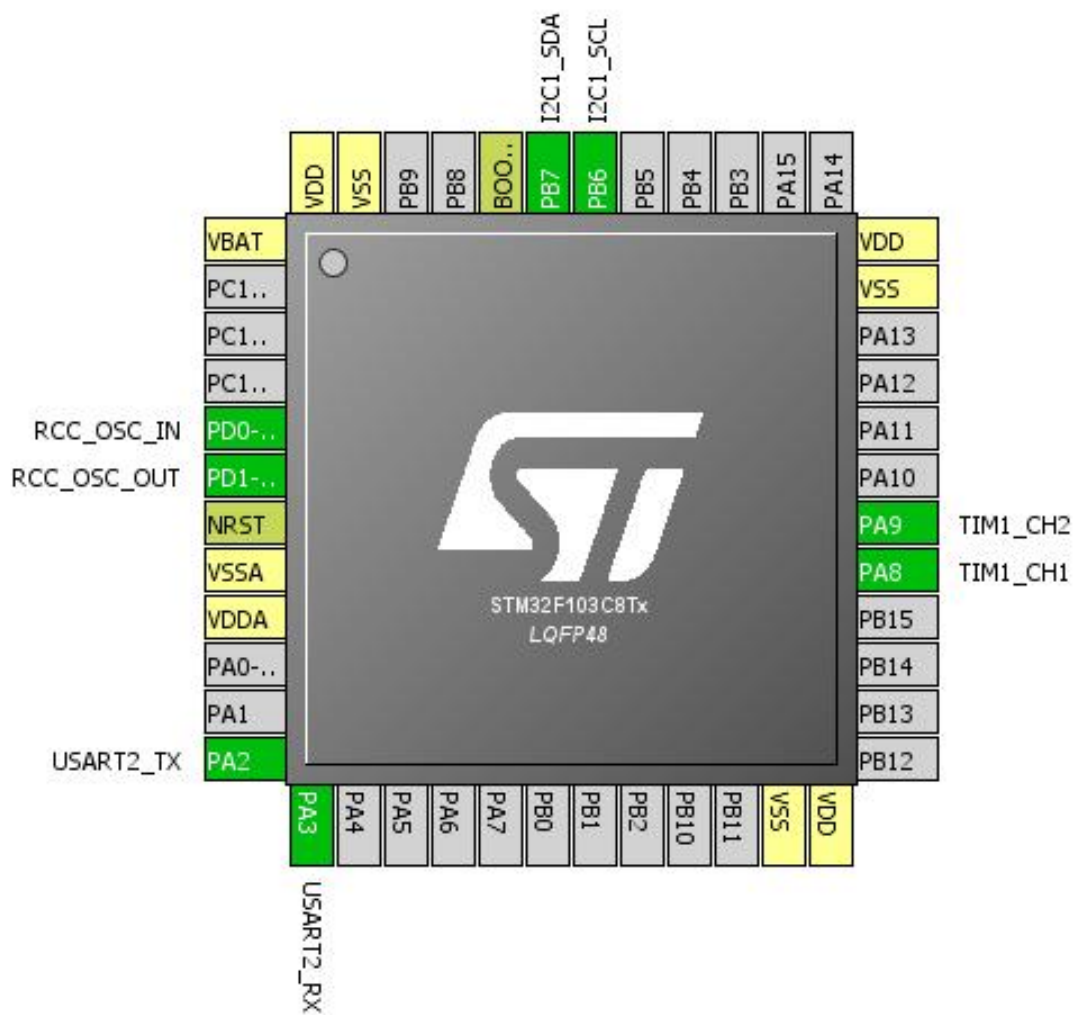 I2C1_SDA
I2C1_SCL
VDD
VSS
PB9
PB8
BOO..
PB7
PB6
PB5
PB4
PB3
PA15
PA14
VBAT
PC1..
PC1..
PC1..
RCC_OSC_IN PD0-..
RCC_OSC_OUT PD1-..
NRST
VSSA
VDDA
PA0-..
PA1
USART2_TX PA2
ST
STM32F103C8Tx
LQFP48
VDD
VSS
PA13
PA12
PA11
PA10
PA9 TIM1_CH2
PA8 TIM1_CH1
PB15
PB14
PB13
PB12
PA3
PA4
PA5
PA6
PA7
PB0
PB1
PB2
PB10
PB11
VSS
VDD
USART2_RX